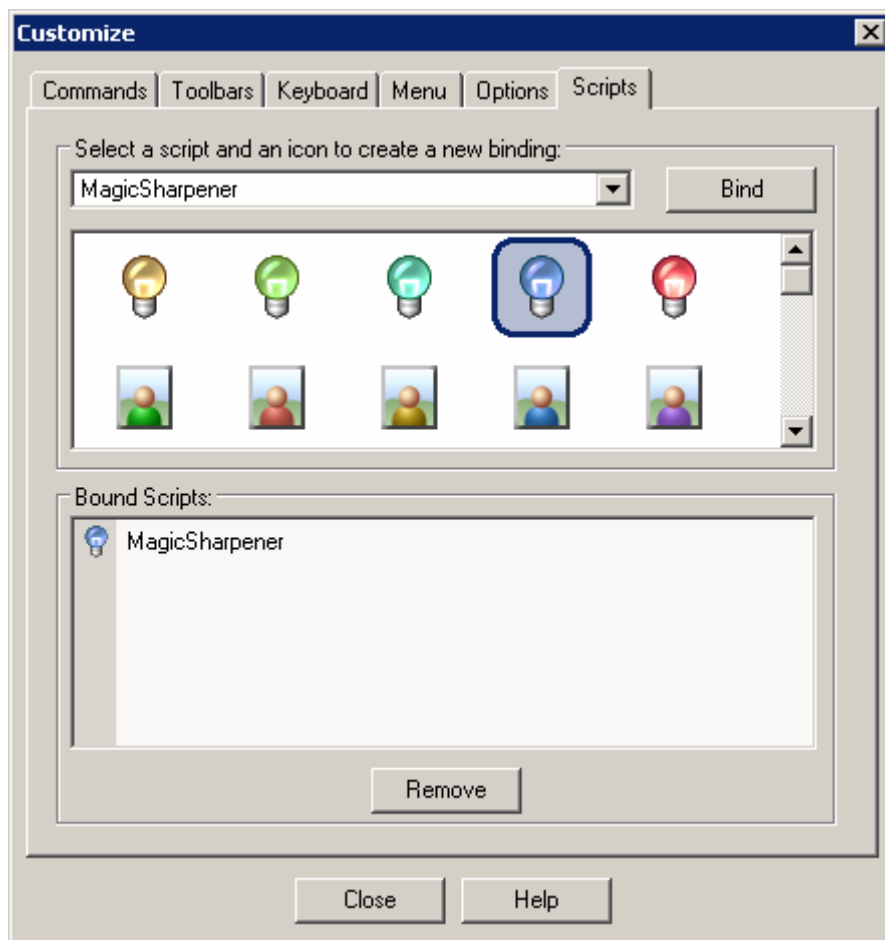 Customize
Commands Toolbars Keyboard Menu Options Scripts
Select a script and an icon to create a new binding:
MagicSharpener Bind
Bound Scripts:
MagicSharpener
Remove
Close Help